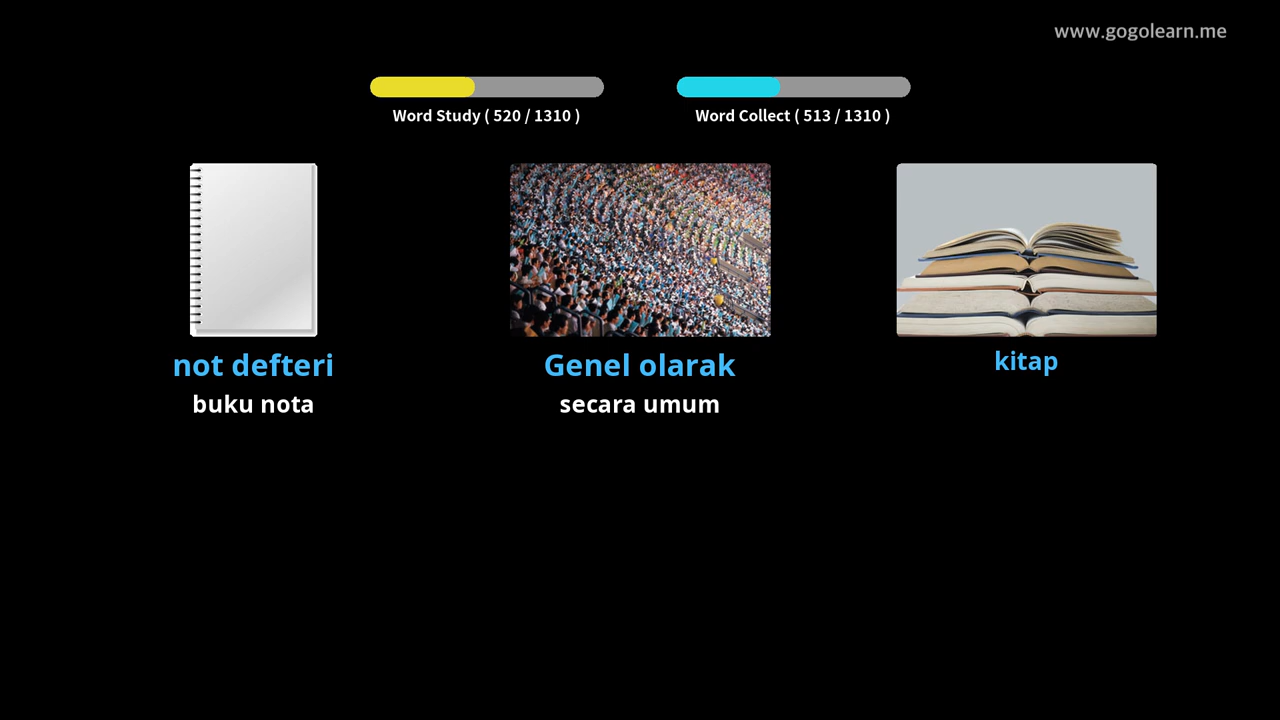 www.gogolearn.me
Word Study ( 520 / 1310 )
Word Collect ( 513 / 1310 )
not defteri
buku nota
Genel olarak
secara umum
kitap